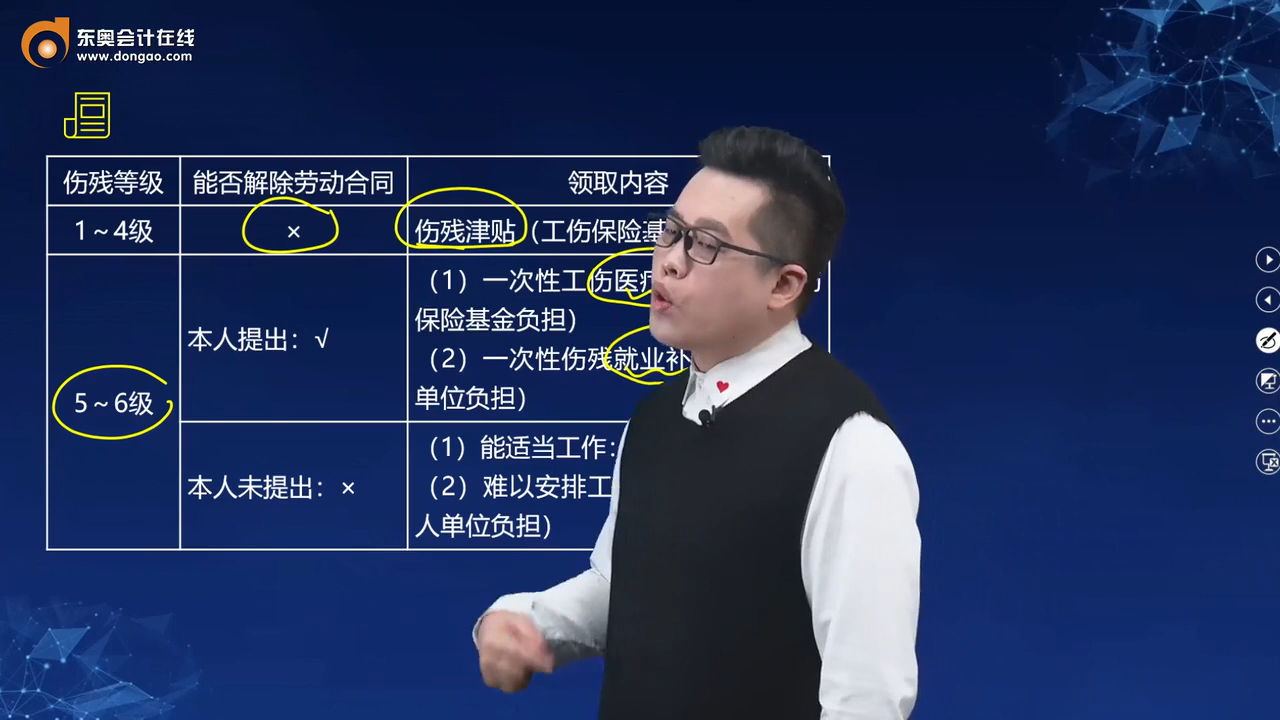 东奥会计在线
www.dongao.com
伤残等级 能否解除劳动合同 领取内容
1～4级 × 伤残津贴（工伤保险基
5～6级
本人提出：√
（1）一次性工伤医疗
保险基金负担）
（2）一次性伤残就业补
单位负担）
本人未提出：×
（1）能适当工作：
（2）难以安排工
人单位负担）